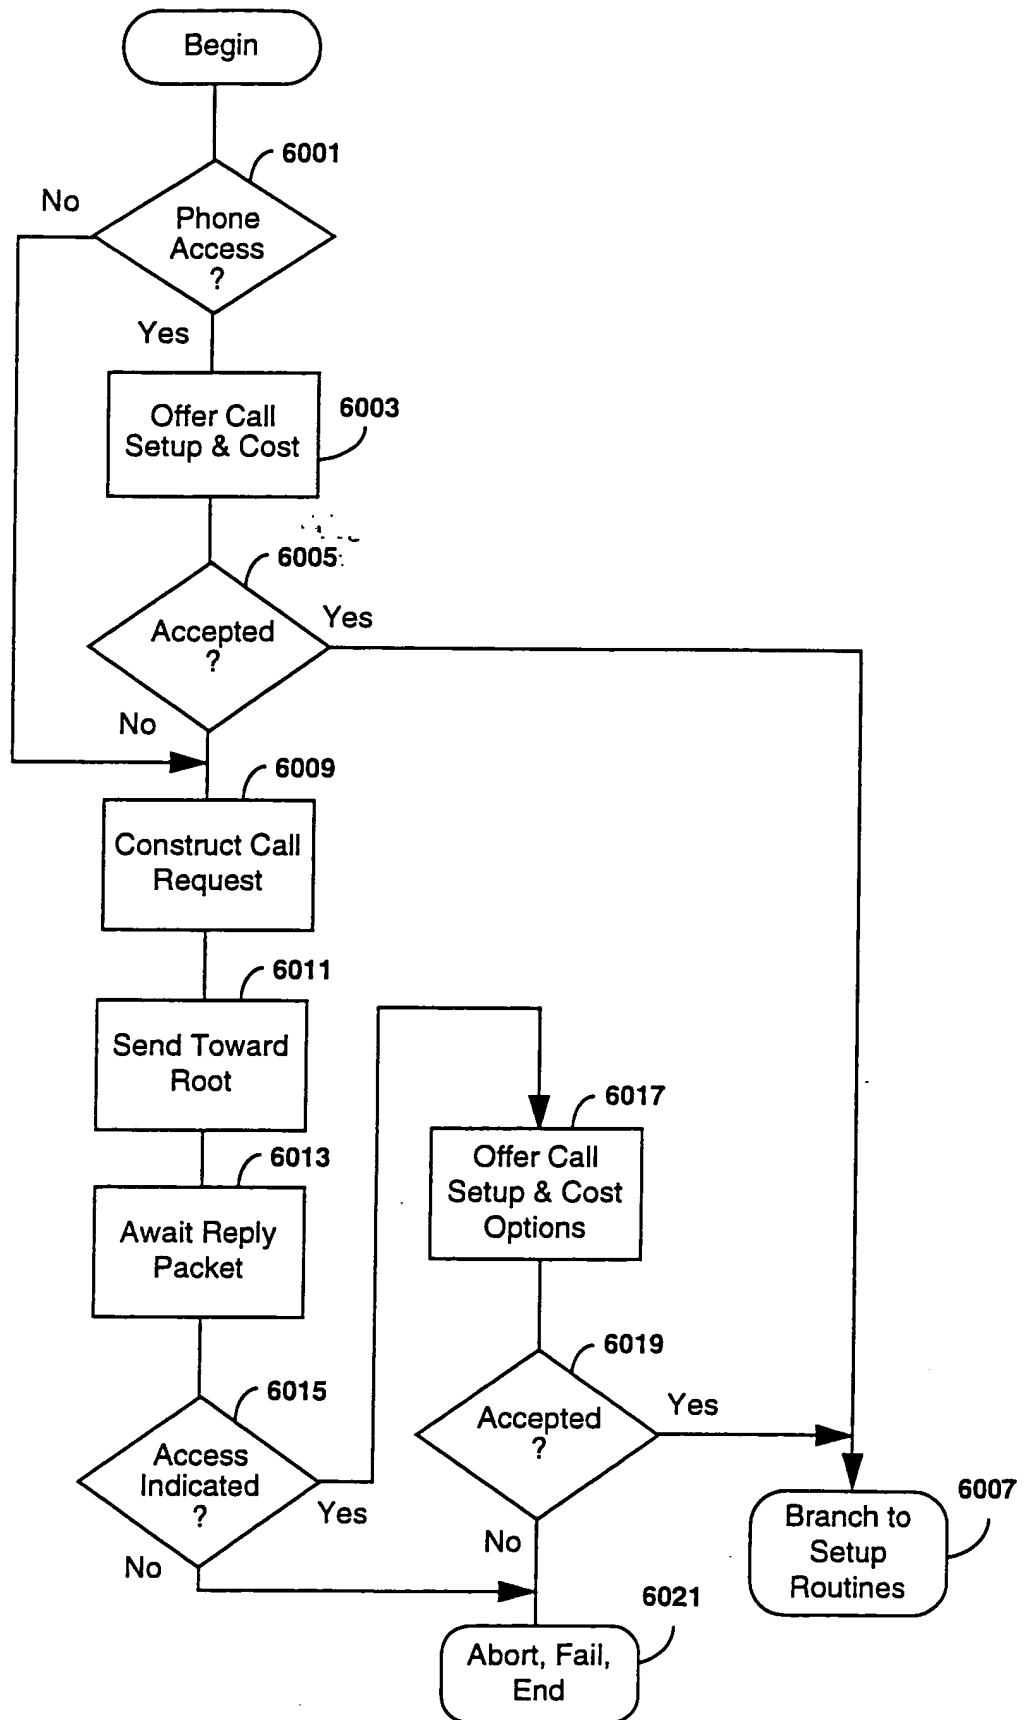 Begin
6001
No
Phone
Access
?
Yes
Offer Call
Setup & Cost
6003
6005
Accepted
?
Yes
No
6009
Construct Call
Request
6011
Send Toward
Root
6013
Await Reply
Packet
6015
Access
Indicated
?
Yes
No
6017
Offer Call
Setup & Cost
Options
6019
Accepted
?
Yes
No
6007
Branch to
Setup
Routines
6021
Abort, Fail,
End